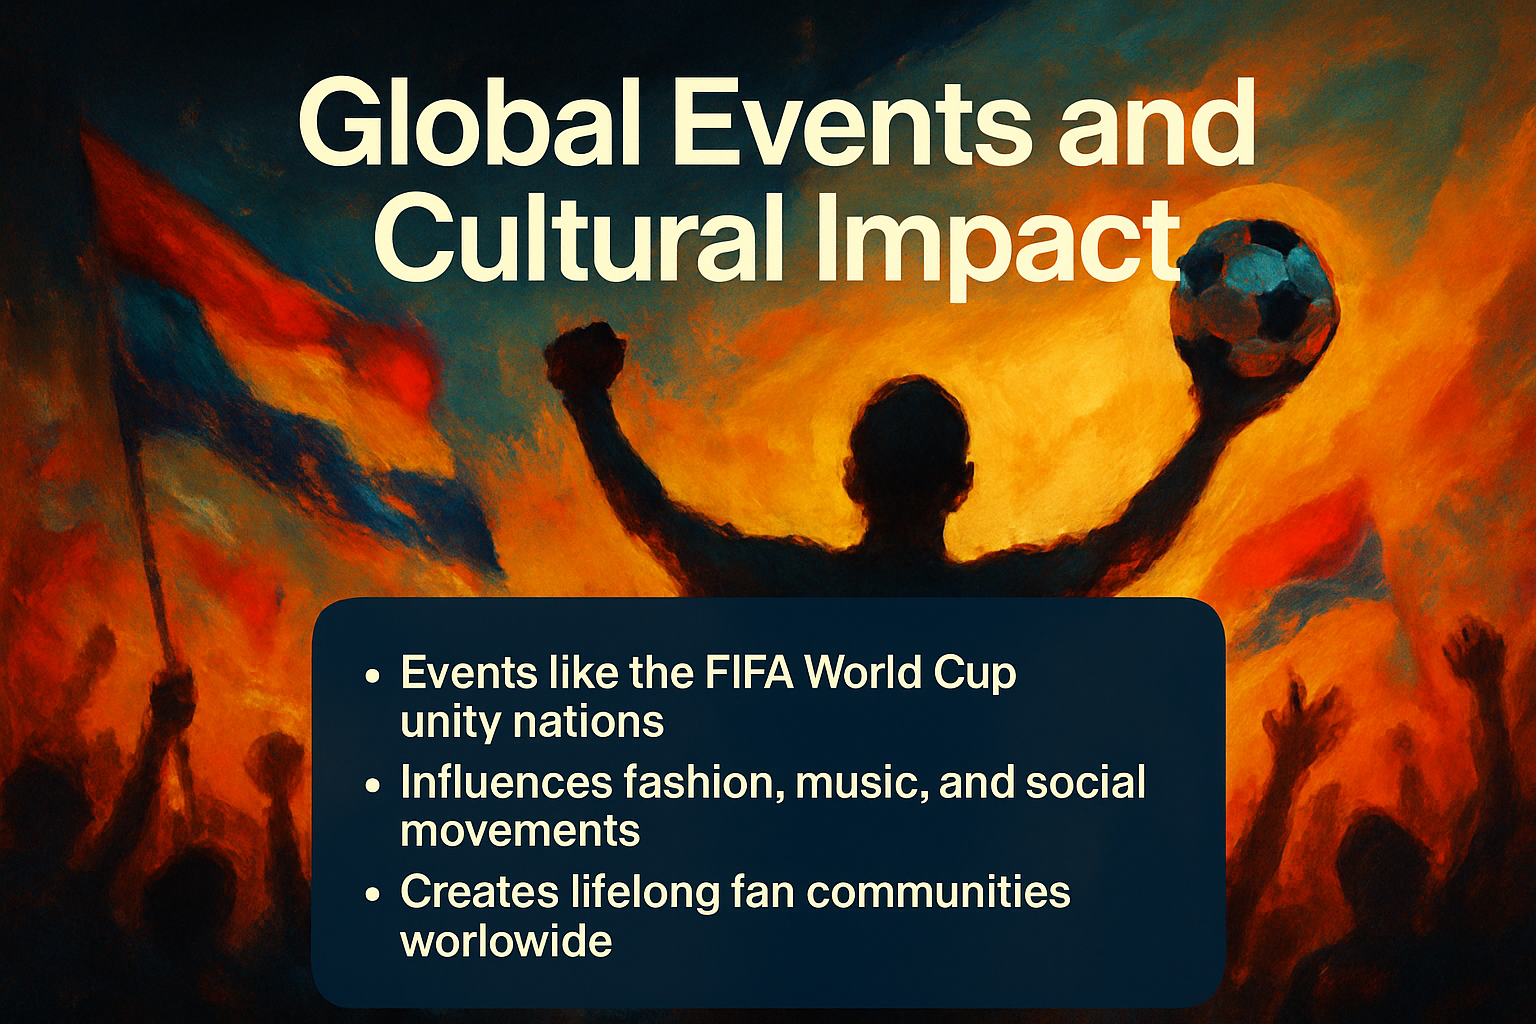 Global Events and
Cultural Impact
• Events like the FIFA World Cup
unity nations
• Influences fashion, music, and social
movements
• Creates lifelong fan communities
worlowide